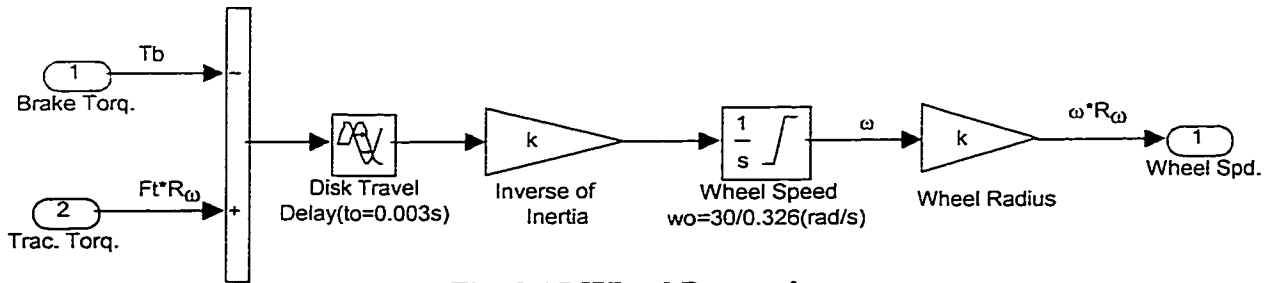 1
Tb
Brake Torq.
−
2
Ft*Rω
Trac. Torq.
+
Disk Travel
Delay(to=0.003s)
k
Inverse of
Inertia
1
s
Wheel Speed
wo=30/0.326(rad/s)
ω
k
Wheel Radius
ω*Rω
1
Wheel Spd.